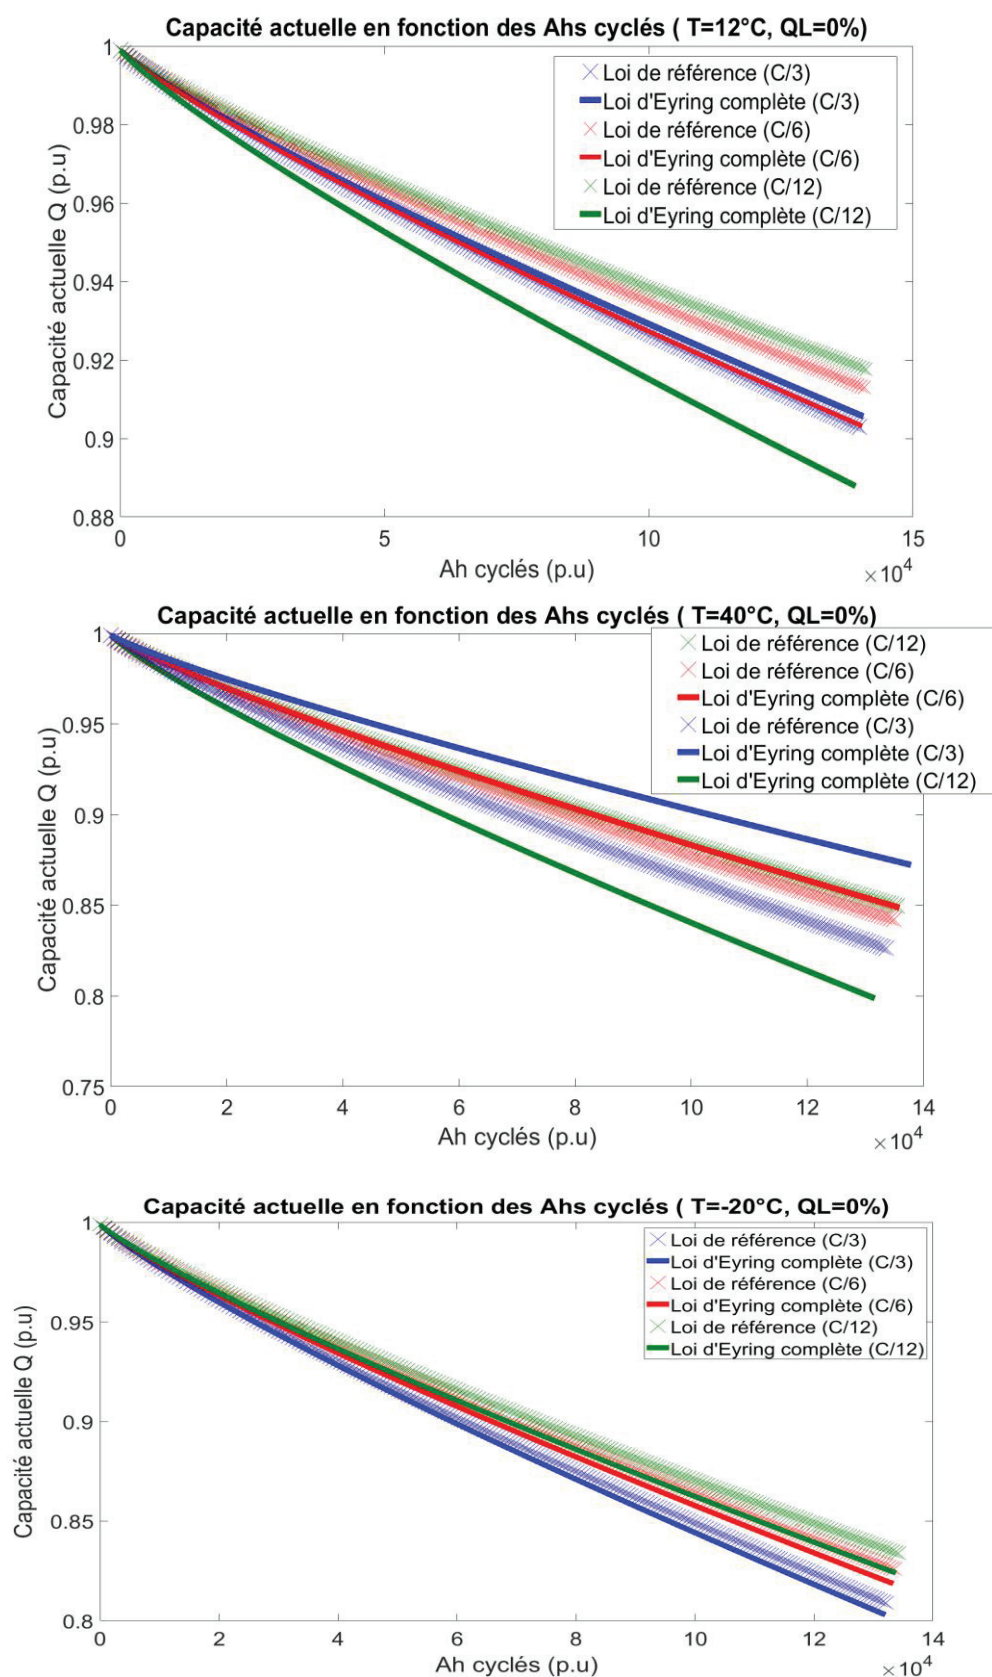 Capacité actuelle en fonction des Ahs cyclés ( T=12°C, QL=0%)
1
0.98
0.96
0.94
0.92
0.9
0.88
Capacité actuelle Q (p.u)
Loi de référence (C/3)
Loi d'Eyring complète (C/3)
Loi de référence (C/6)
Loi d'Eyring complète (C/6)
Loi de référence (C/12)
Loi d'Eyring complète (C/12)
0 5 10 15
Ah cyclés (p.u)
×10⁴
Capacité actuelle en fonction des Ahs cyclés ( T=40°C, QL=0%)
1
0.95
0.9
0.85
0.8
0.75
Capacité actuelle Q (p.u)
Loi de référence (C/12)
Loi de référence (C/6)
Loi d'Eyring complète (C/6)
Loi de référence (C/3)
Loi d'Eyring complète (C/3)
Loi d'Eyring complète (C/12)
0 2 4 6 8 10 12 14
Ah cyclés (p.u)
×10⁴
Capacité actuelle en fonction des Ahs cyclés ( T=-20°C, QL=0%)
1
0.95
0.9
0.85
0.8
Capacité actuelle Q (p.u)
Loi de référence (C/3)
Loi d'Eyring complète (C/3)
Loi de référence (C/6)
Loi d'Eyring complète (C/6)
Loi de référence (C/12)
Loi d'Eyring complète (C/12)
0 2 4 6 8 10 12 14
Ah cyclés (p.u)
×10⁴